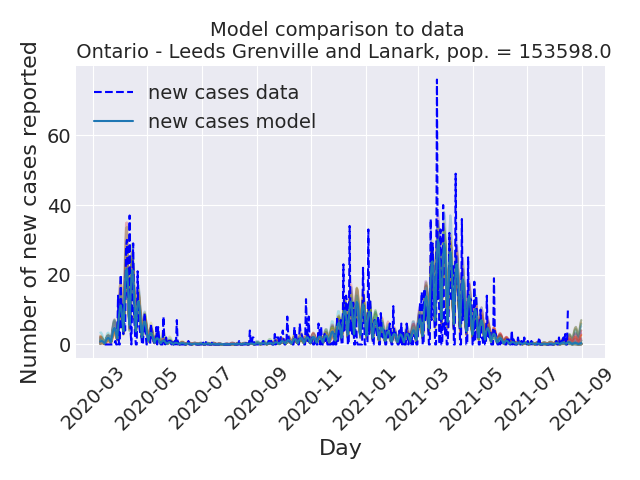 Model comparison to data
Ontario - Leeds Grenville and Lanark, pop. = 153598.0
new cases data
new cases model
Number of new cases reported
60
40
20
0
2020-03
2020-05
2020-07
2020-09
2020-11
2021-01
2021-03
2021-05
2021-07
2021-09
Day